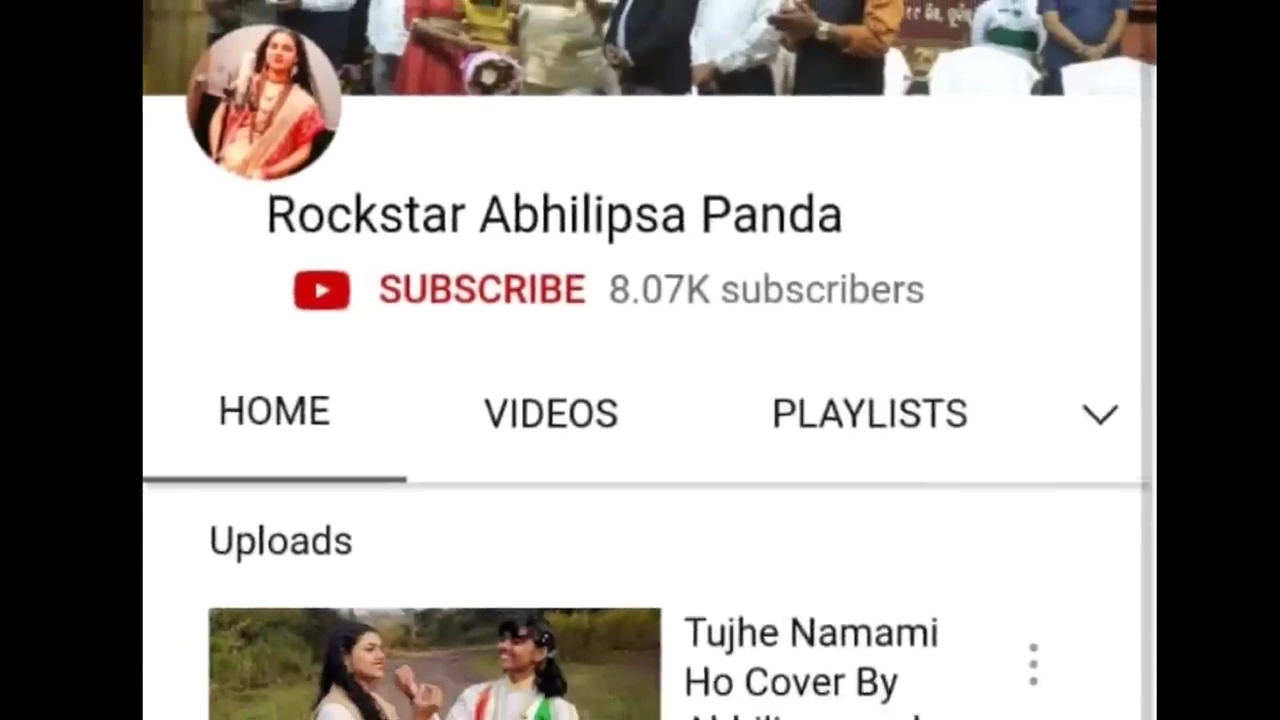 Rockstar Abhilipsa Panda
SUBSCRIBE 8.07K subscribers
HOME VIDEOS PLAYLISTS
Uploads
Tujhe Namami
Ho Cover By